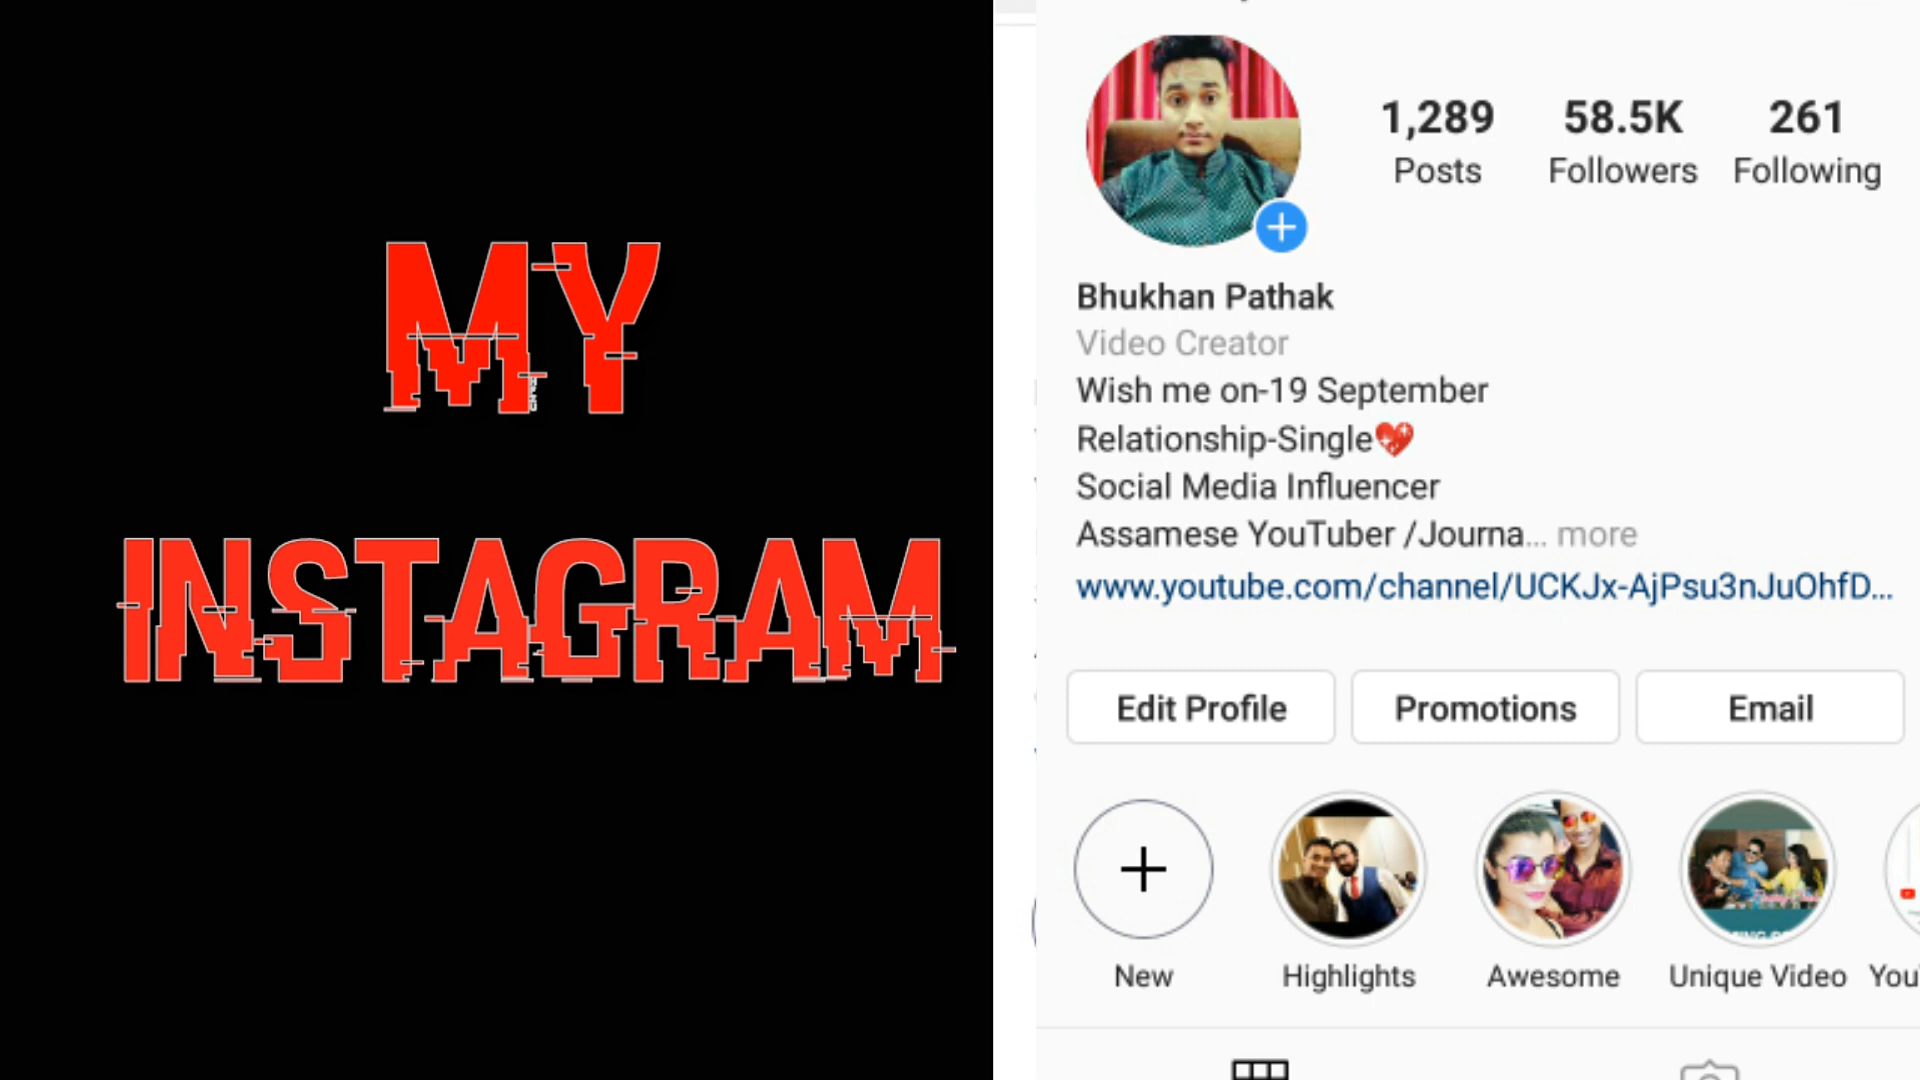 MY
INSTAGRAM
1,289 58.5K 261
Posts Followers Following
Bhukhan Pathak
Video Creator
Wish me on-19 September
Relationship-Single💖
Social Media Influencer
Assamese YouTuber /Journa... more
www.youtube.com/channel/UCKJx-AjPsu3nJuOhfD...
Edit Profile Promotions Email
New Highlights Awesome Unique Video You